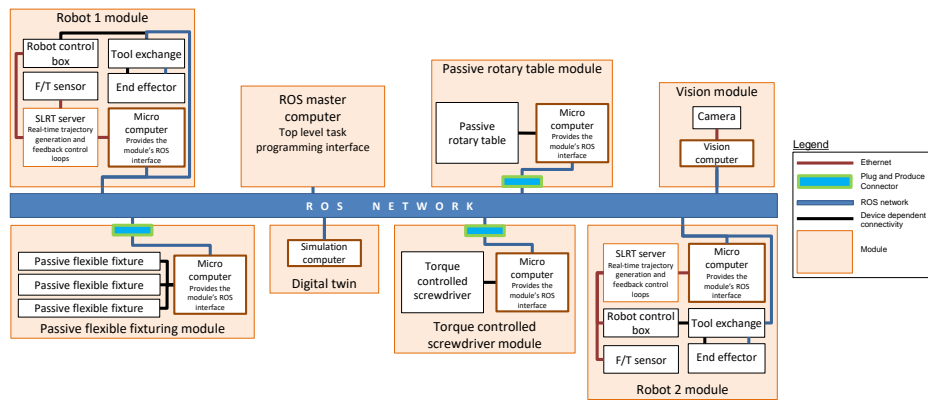 Robot 1 module
Robot control
box
Tool exchange
F/T sensor
End effector
SLRT server
Real-time trajectory
generation and
feedback control
loops
Micro
computer
Provides the
module's ROS
interface
ROS master
computer
Top level task
programming interface
Passive rotary table module
Passive
rotary table
Micro
computer
Provides the
module's ROS
interface
Vision module
Camera
Vision
computer
Legend
Ethernet
Plug and Produce
Connector
ROS network
Device dependent
connectivity
Module
ROS NETWORK
Passive flexible fixture
Passive flexible fixture
Passive flexible fixture
Micro
computer
Provides the
module's ROS
interface
Passive flexible fixturing module
Simulation
computer
Digital twin
Torque
controlled
screwdriver
Micro
computer
Provides the
module's ROS
interface
Torque controlled
screwdriver module
SLRT server
Real-time trajectory
generation and
feedback control
loops
Micro
computer
Provides the
module's ROS
interface
Robot control
box
Tool exchange
F/T sensor
End effector
Robot 2 module